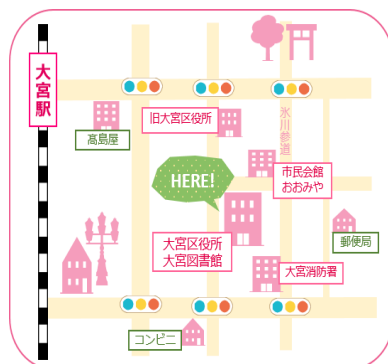 大宮駅
髙島屋
旧大宮区役所
氷川参道
市民会館
おおみや
HERE!
大宮区役所
大宮図書館
郵便局
大宮消防署
コンビニ